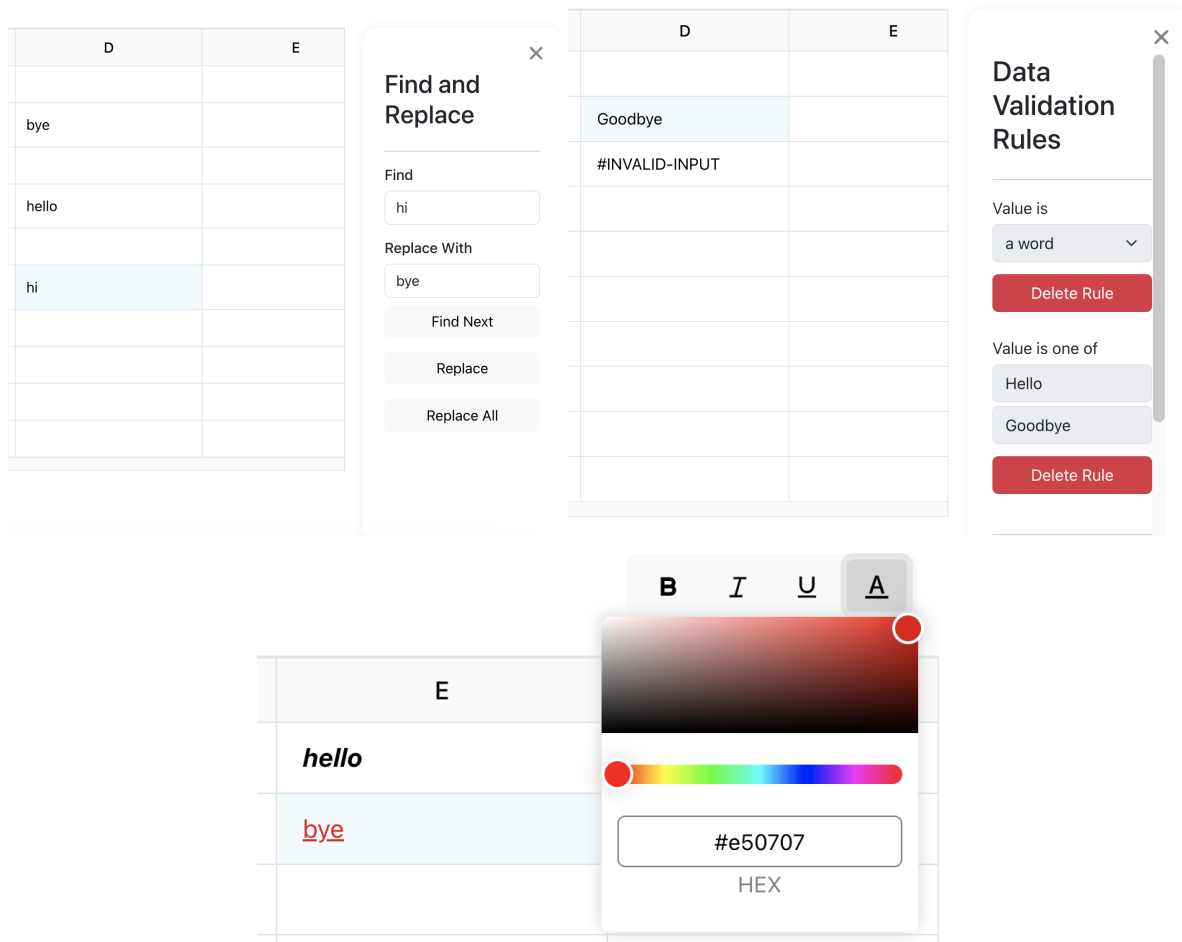 D E
bye
hello
hi
Find and
Replace
Find
hi
Replace With
bye
Find Next
Replace
Replace All
D E
Goodbye
#INVALID-INPUT
Data
Validation
Rules
Value is
a word
Delete Rule
Value is one of
Hello
Goodbye
Delete Rule
B I U A
E
hello
bye
#e50707
HEX